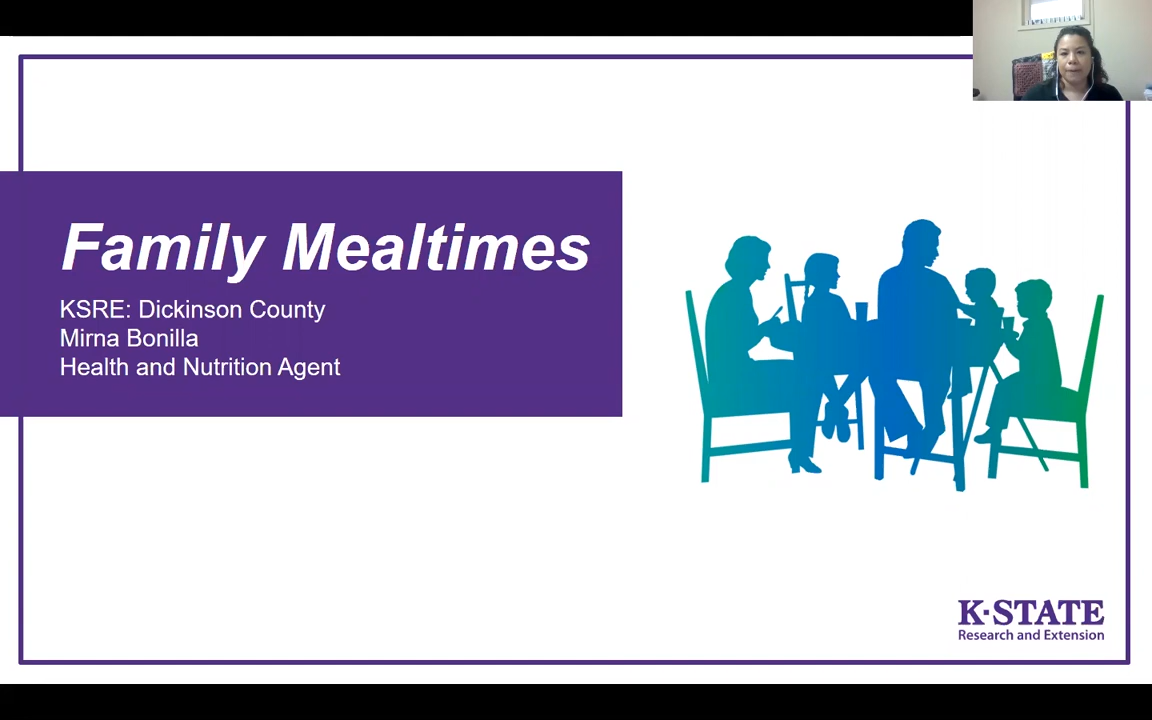 Family Mealtimes
KSRE: Dickinson County
Mirna Bonilla
Health and Nutrition Agent
K·STATE
Research and Extension